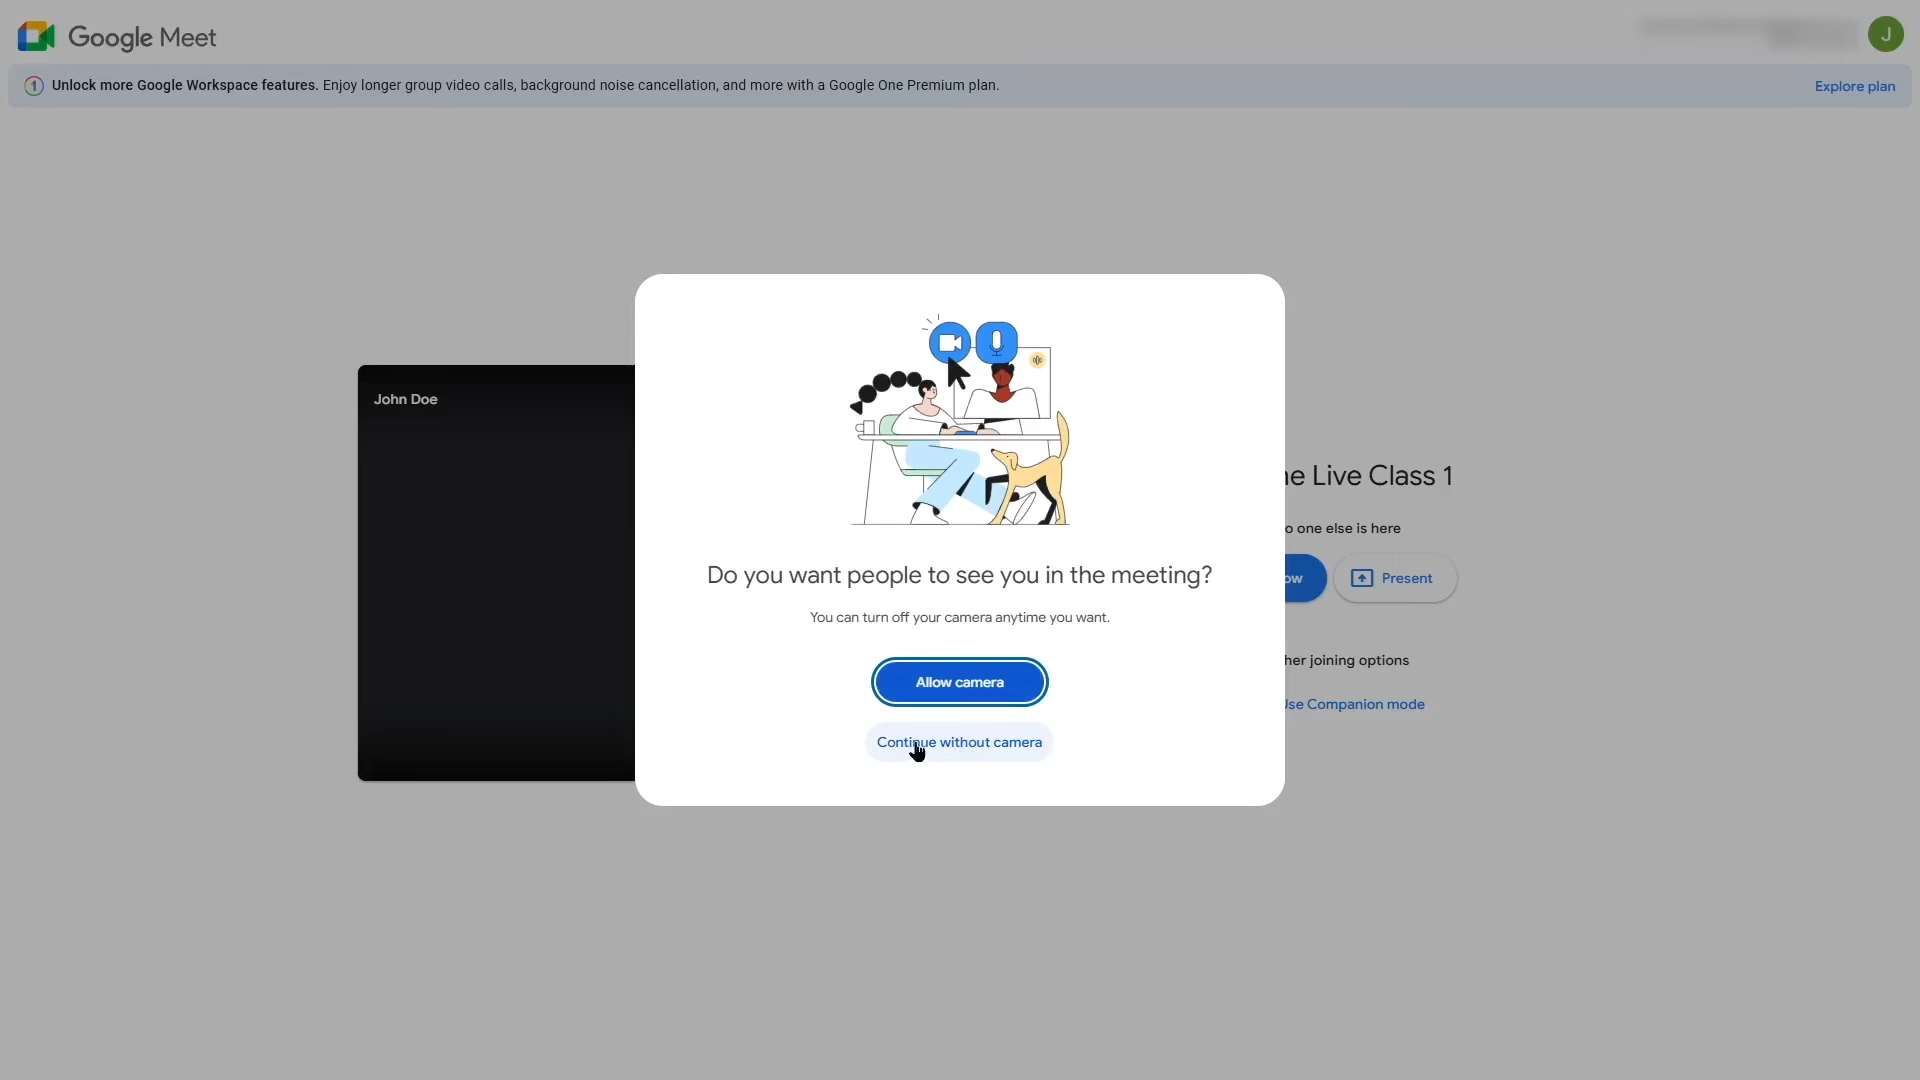 Google Meet
J
Unlock more Google Workspace features. Enjoy longer group video calls, background noise cancellation, and more with a Google One Premium plan.
Explore plan
John Doe
Live Class 1
one else is here
Present
joining options
Companion mode
Do you want people to see you in the meeting?
You can turn off your camera anytime you want.
Allow camera
Continue without camera